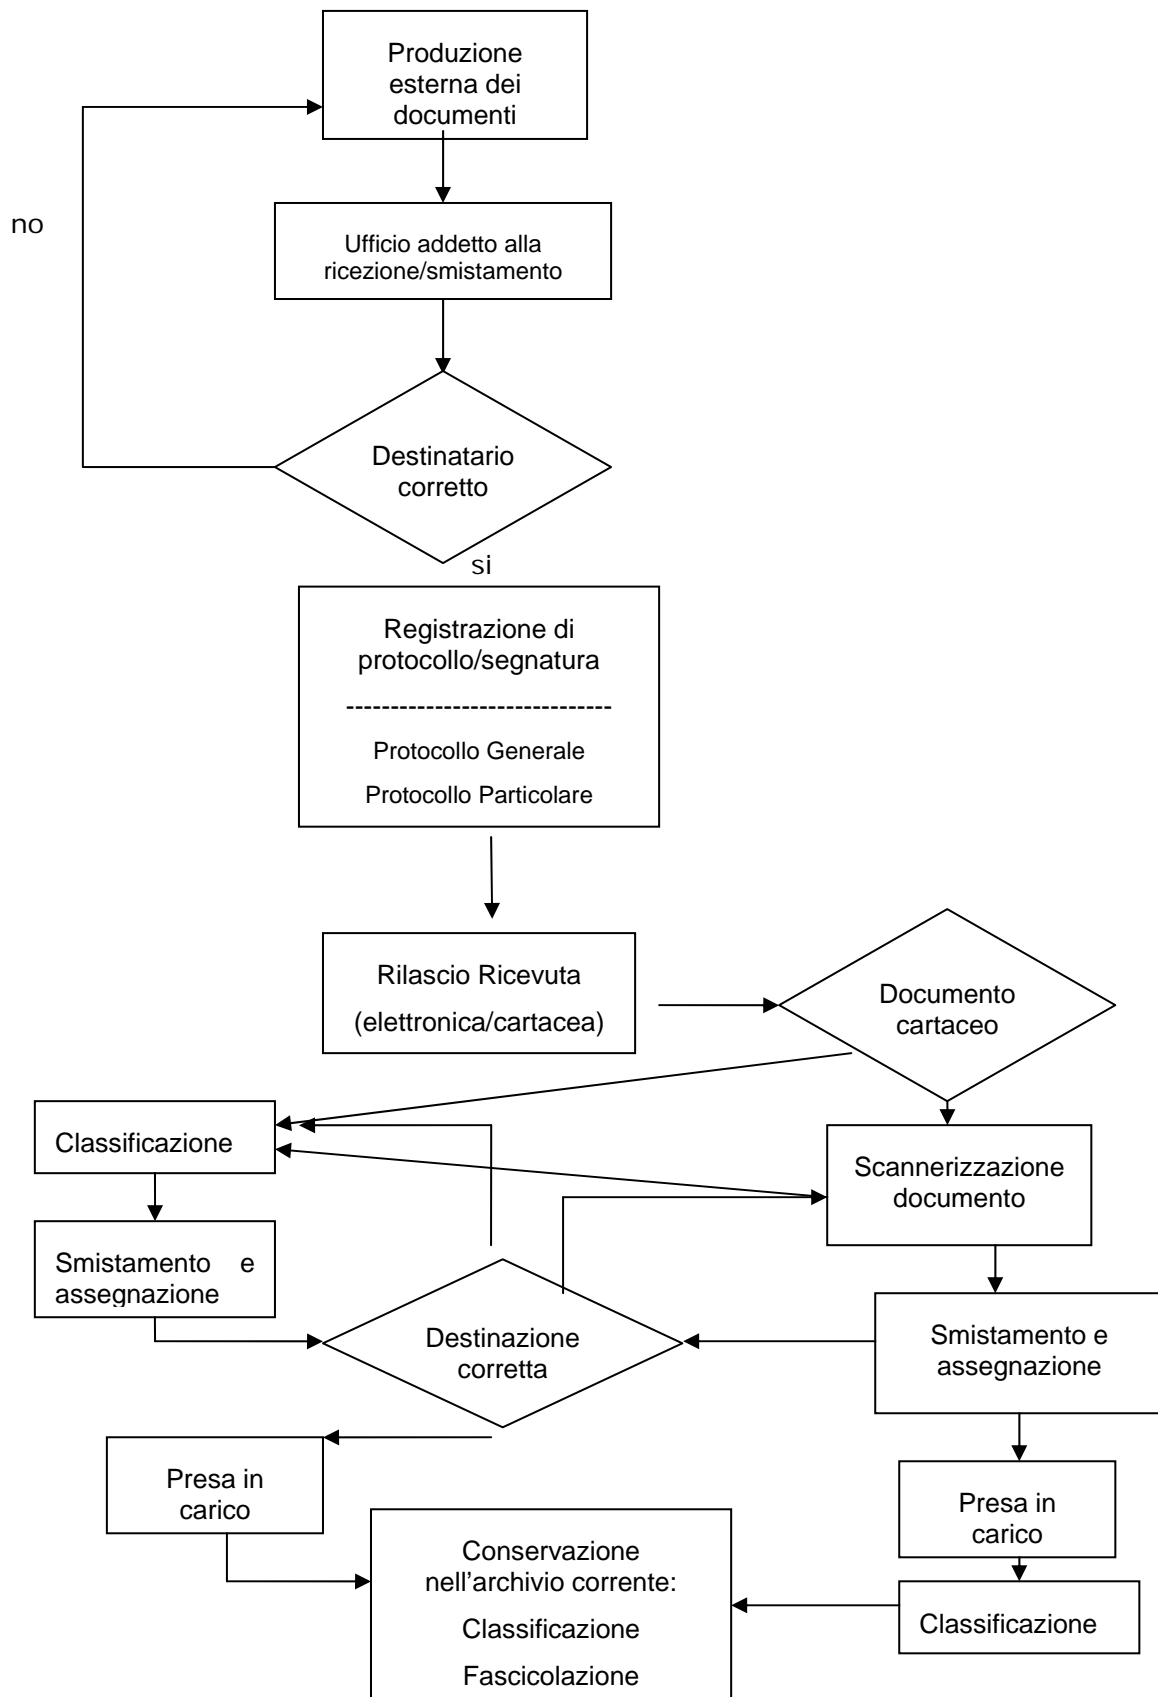 Produzione
esterna dei
documenti
no
Ufficio addetto alla
ricezione/smistamento
Destinatario
corretto
si
Registrazione di
protocollo/segnatura
------------------------------
Protocollo Generale
Protocollo Particolare
Rilascio Ricevuta
(elettronica/cartacea)
Documento
cartaceo
Classificazione
Scannerizzazione
documento
Smistamento e
assegnazione
Destinazione
corretta
Smistamento e
assegnazione
Presa in
carico
Presa in
carico
Conservazione
nell’archivio corrente:
Classificazione
Fascicolazione
Classificazione